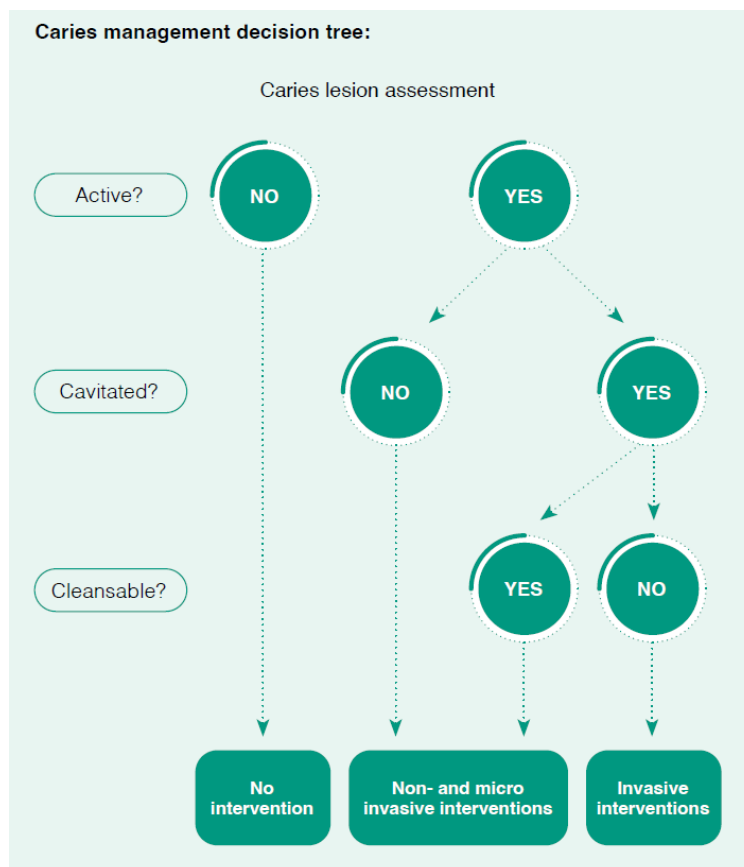 Caries management decision tree:
Caries lesion assessment
Active?
NO
YES
Cavitated?
NO
YES
Cleansable?
YES
NO
No
intervention
Non- and micro
invasive interventions
Invasive
interventions